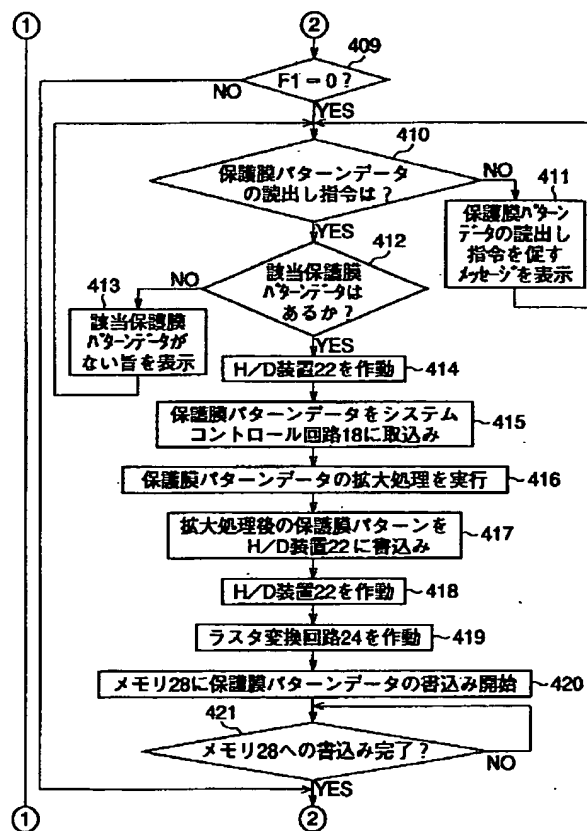 ①
②
409
F1=0?
NO
YES
410
保護膜パターンデータ
の読出し指令は?
NO
YES
411
保護膜パターン
データの読出し
指令を促す
メッセージを表示
412
該当保護膜
パターンデータは
あるか?
NO
YES
413
該当保護膜
パターンデータが
ない旨を表示
H/D装置22を作動
414
保護膜パターンデータをシステム
コントロール回路18に取込み
415
保護膜パターンデータの拡大処理を実行
416
拡大処理後の保護膜パターンを
H/D装置22に書込み
417
H/D装置22を作動
418
ラスタ変換回路24を作動
419
メモリ28に保護膜パターンデータの書込み開始
420
421
メモリ28への書込み完了?
NO
YES
①
②